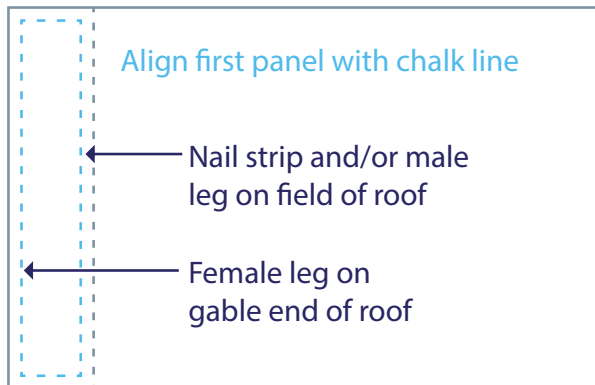 Align first panel with chalk line
Nail strip and/or male
leg on field of roof
Female leg on
gable end of roof